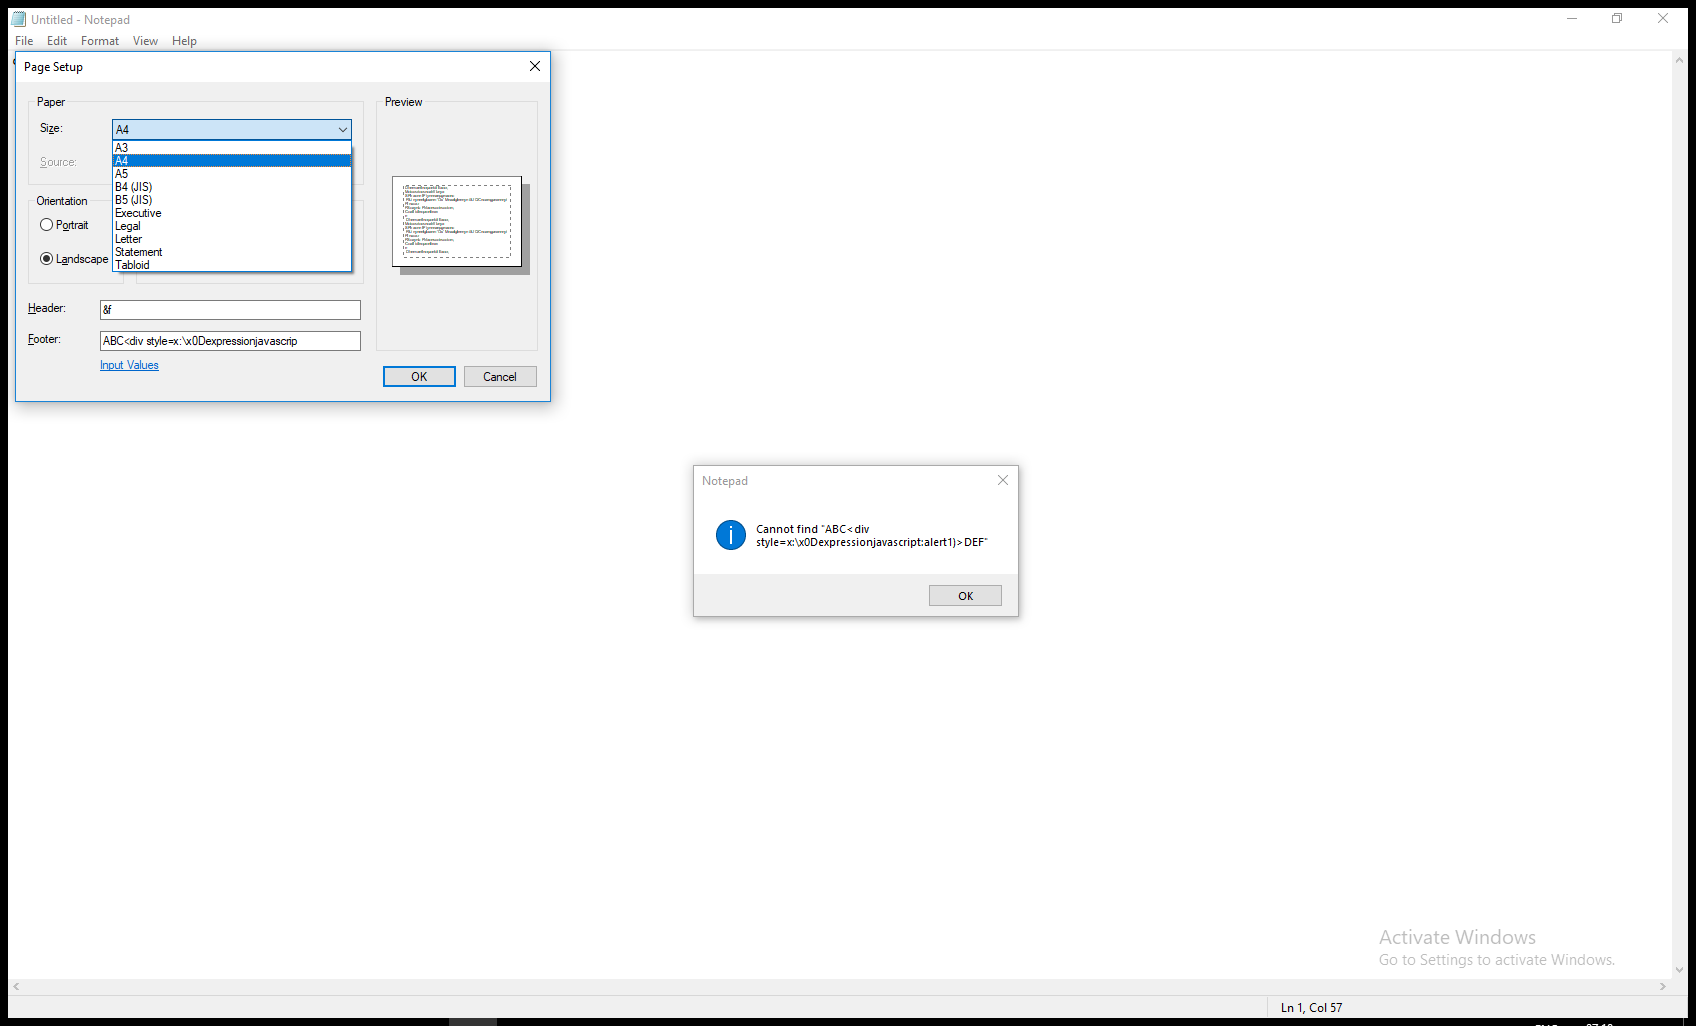 Untitled - Notepad
File Edit Format View Help
Page Setup
Paper
Size:
A4
A3
A4
A5
B4 (JIS)
B5 (JIS)
Executive
Legal
Letter
Statement
Tabloid
Source:
Orientation
Portrait
Landscape
Header:
&f
Footer:
ABC<div style=x:\x0Dexpressionjavascrip
Input Values
Preview
OK
Cancel
Notepad
Cannot find "ABC<div
style=x:\x0Dexpressionjavascript:alert1)>DEF"
OK
Activate Windows
Go to Settings to activate Windows.
Ln 1, Col 57